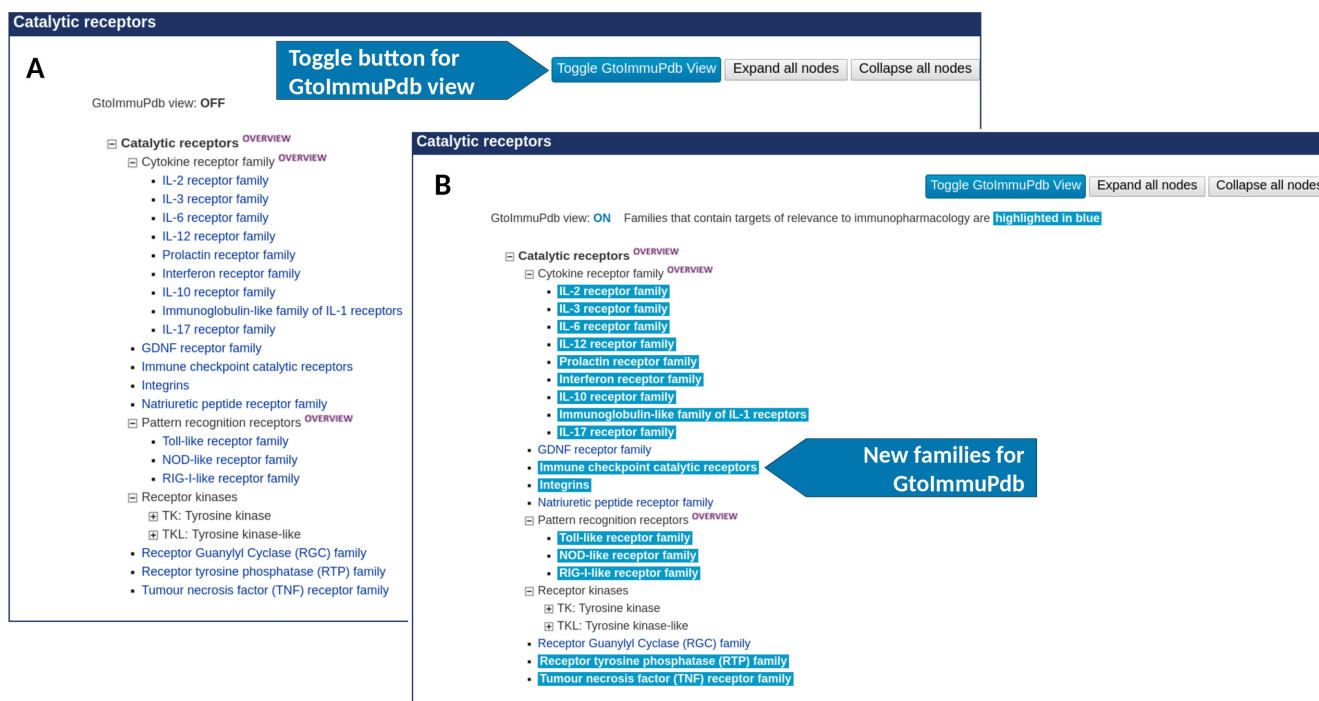 Catalytic receptors
A
Toggle button for
GtoImmuPdb view
Toggle GtoImmuPdb View
Expand all nodes
Collapse all nodes
GtoImmuPdb view: OFF
Catalytic receptors OVERVIEW
Cytokine receptor family OVERVIEW
IL-2 receptor family
IL-3 receptor family
IL-6 receptor family
IL-12 receptor family
Prolactin receptor family
Interferon receptor family
IL-10 receptor family
Immunoglobulin-like family of IL-1 receptors
IL-17 receptor family
GDNF receptor family
Immune checkpoint catalytic receptors
Integrins
Natriuretic peptide receptor family
Pattern recognition receptors OVERVIEW
Toll-like receptor family
NOD-like receptor family
RIG-I-like receptor family
Receptor kinases
TK: Tyrosine kinase
TKL: Tyrosine kinase-like
Receptor Guanylyl Cyclase (RGC) family
Receptor tyrosine phosphatase (RTP) family
Tumour necrosis factor (TNF) receptor family
Catalytic receptors
B
Toggle GtoImmuPdb View
Expand all nodes
Collapse all nodes
GtoImmuPdb view: ON Families that contain targets of relevance to immunopharmacology are highlighted in blue
Catalytic receptors OVERVIEW
Cytokine receptor family OVERVIEW
IL-2 receptor family
IL-3 receptor family
IL-6 receptor family
IL-12 receptor family
Prolactin receptor family
Interferon receptor family
IL-10 receptor family
Immunoglobulin-like family of IL-1 receptors
IL-17 receptor family
GDNF receptor family
Immune checkpoint catalytic receptors
Integrins
Natriuretic peptide receptor family
New families for
GtoImmuPdb
Pattern recognition receptors OVERVIEW
Toll-like receptor family
NOD-like receptor family
RIG-I-like receptor family
Receptor kinases
TK: Tyrosine kinase
TKL: Tyrosine kinase-like
Receptor Guanylyl Cyclase (RGC) family
Receptor tyrosine phosphatase (RTP) family
Tumour necrosis factor (TNF) receptor family